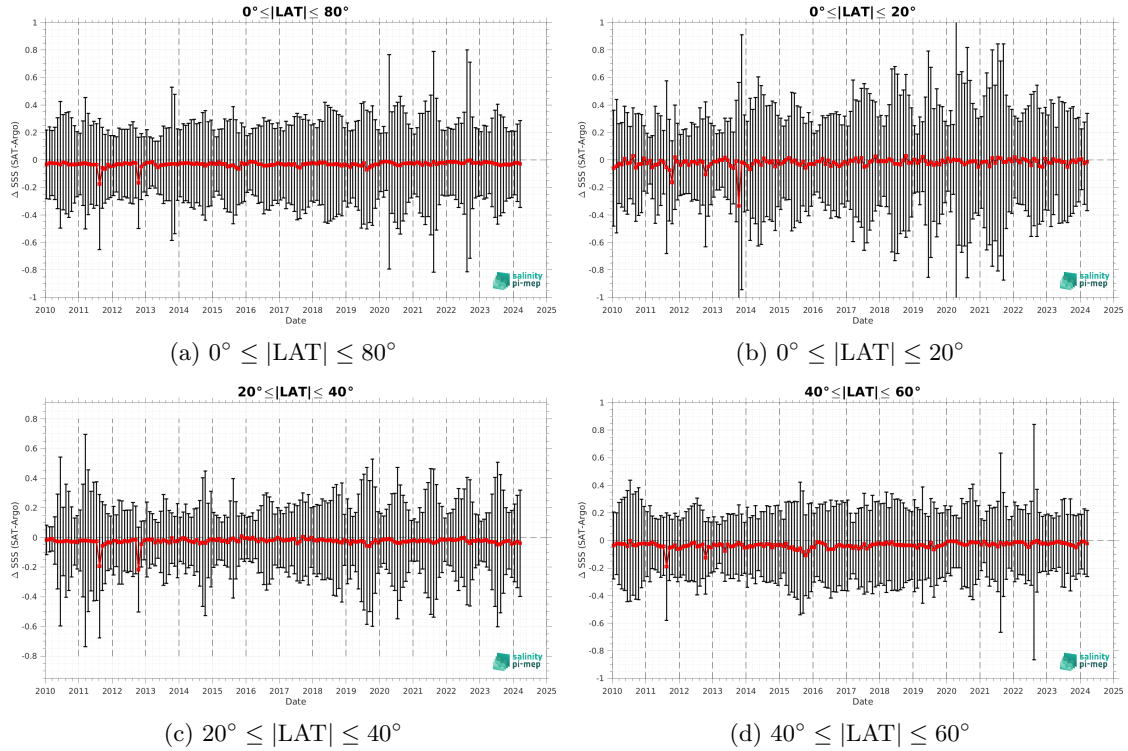 0°≤|LAT|≤ 80°
1
0.8
0.6
0.4
0.2
0
-0.2
-0.4
-0.6
-0.8
-1
Δ SSS (SAT-Argo)
salinity
pi-mep
2010 2011 2012 2013 2014 2015 2016 2017 2018 2019 2020 2021 2022 2023 2024 2025
Date
(a) 0° ≤ |LAT| ≤ 80°
0°≤|LAT|≤ 20°
1
0.8
0.6
0.4
0.2
0
-0.2
-0.4
-0.6
-0.8
-1
Δ SSS (SAT-Argo)
salinity
pi-mep
2010 2011 2012 2013 2014 2015 2016 2017 2018 2019 2020 2021 2022 2023 2024 2025
Date
(b) 0° ≤ |LAT| ≤ 20°
20°≤|LAT|≤ 40°
0.8
0.6
0.4
0.2
0
-0.2
-0.4
-0.6
-0.8
Δ SSS (SAT-Argo)
salinity
pi-mep
2010 2011 2012 2013 2014 2015 2016 2017 2018 2019 2020 2021 2022 2023 2024 2025
Date
(c) 20° ≤ |LAT| ≤ 40°
40°≤|LAT|≤ 60°
1
0.8
0.6
0.4
0.2
0
-0.2
-0.4
-0.6
-0.8
-1
Δ SSS (SAT-Argo)
salinity
pi-mep
2010 2011 2012 2013 2014 2015 2016 2017 2018 2019 2020 2021 2022 2023 2024 2025
Date
(d) 40° ≤ |LAT| ≤ 60°